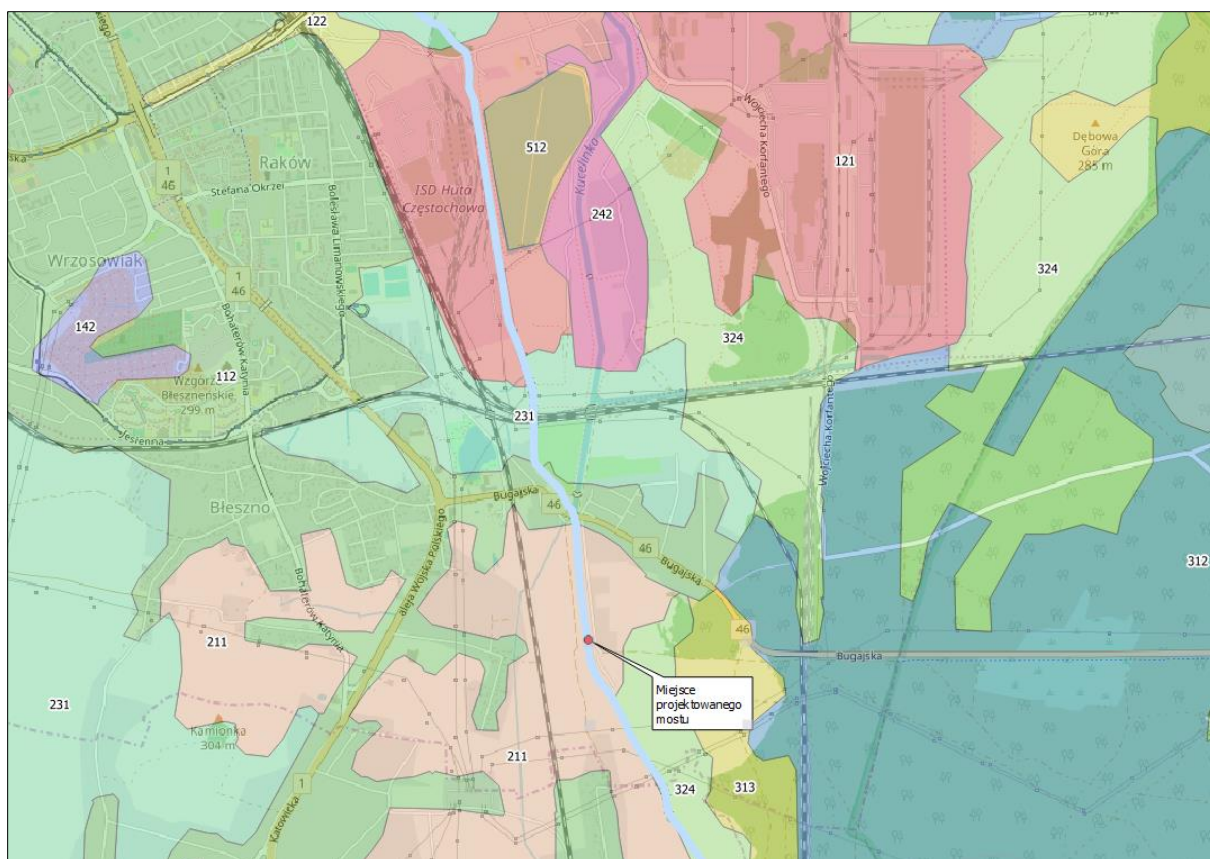 122
1
46
Raków
Stefana Okrzei
Bolesława Limanowskiego
ISD Huta
Częstochowa
512
Kucelinka
242
Wojciecha Korfantego
121
Dębowa
Góra
285 m
324
Wrzosowiak
1
46
142
112
Wzgórze
Błeszneńskie
299 m
Bohaterów Katynia
Jesienna
324
231
Wojciecha Korfantego
Błeszno
Bugajska
46
46
Bugajska
aleja Wojska Polskiego
Bohaterów Katynia
312
211
46
Bugajska
Miejsce
projektowanego
mostu
231
Kamionka
304 m
211
1
Katowicka
324
313